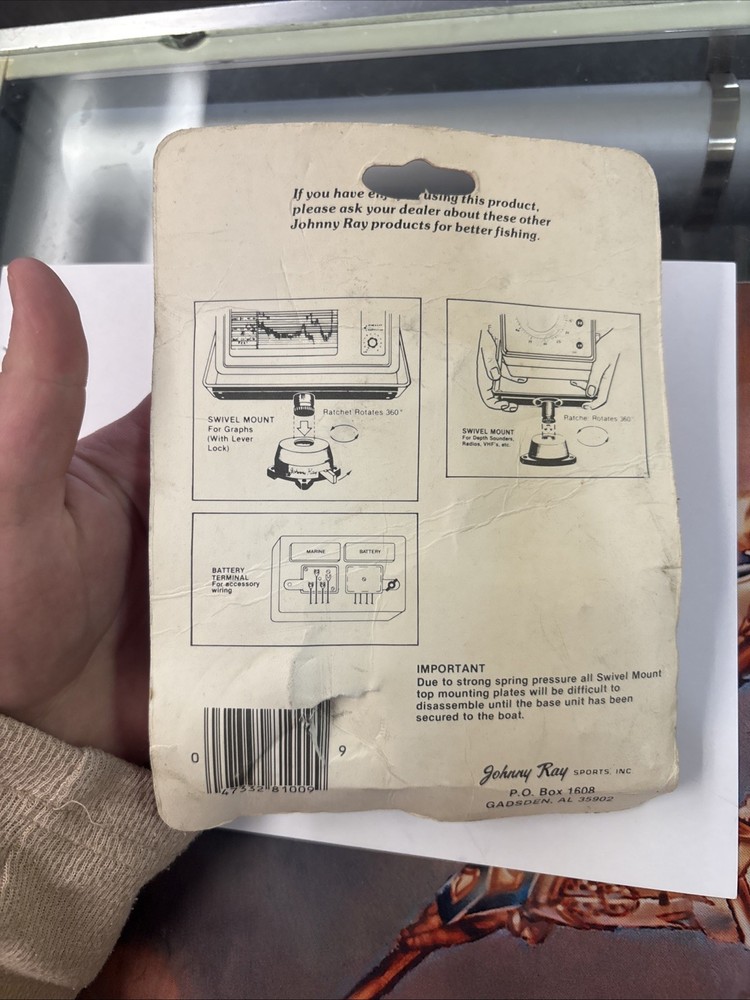 If you have using this product,
please ask your dealer about these other
Johnny Ray products for better fishing.
SWIVEL MOUNT
For Graphs
(With Lever
Lock)
Ratchet Rotates 360°
Johnny Ray
SWIVEL MOUNT
For Depth Sounders,
Radios, VHF's, etc.
Ratchet Rotates 360°
BATTERY
TERMINAL
For accessory
wiring
MARINE
BATTERY
IMPORTANT
Due to strong spring pressure all Swivel Mount
top mounting plates will be difficult to
disassemble until the base unit has been
secured to the boat.
0 47332 81009 9
Johnny Ray SPORTS, INC
P.O. Box 1608
GADSDEN, AL 35902